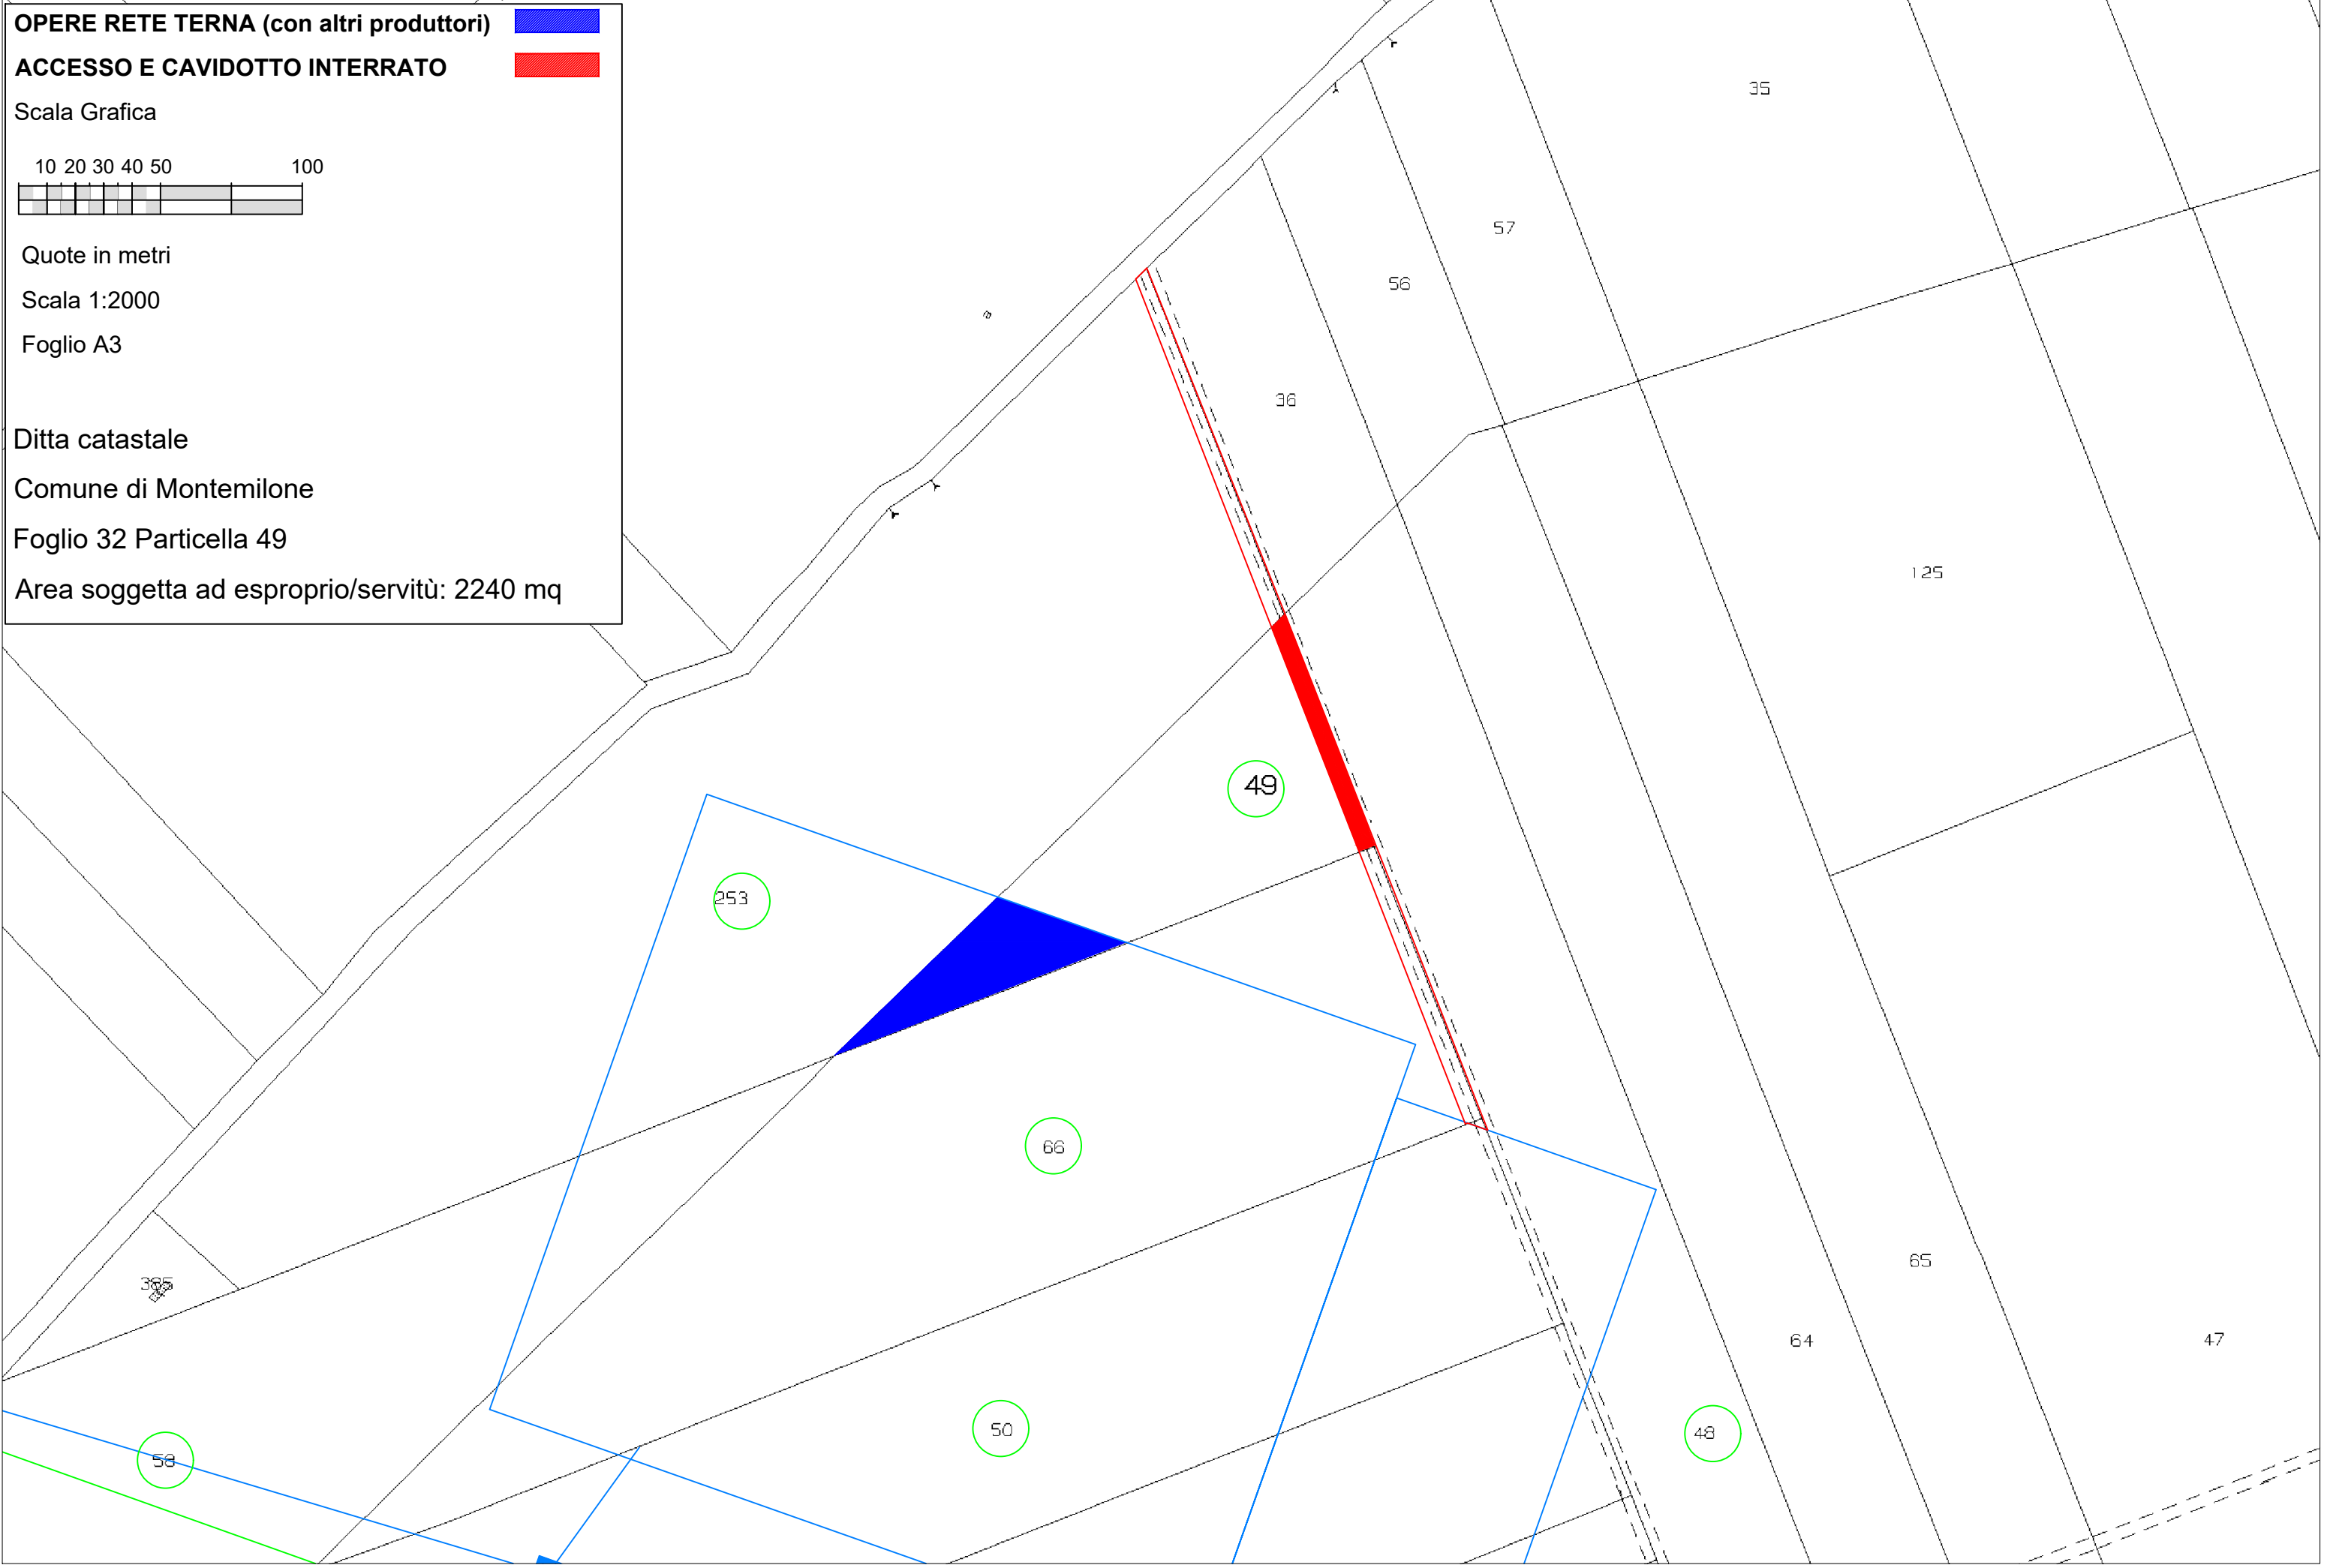 OPERE RETE TERNA (con altri produttori)
ACCESSO E CAVIDOTTO INTERRATO
Scala Grafica
10 20 30 40 50 100
Quote in metri
Scala 1:2000
Foglio A3
Ditta catastale
Comune di Montemilone
Foglio 32 Particella 49
Area soggetta ad esproprio/servitù: 2240 mq
35
57
56
36
125
49
253
66
65
64
47
50
48
58